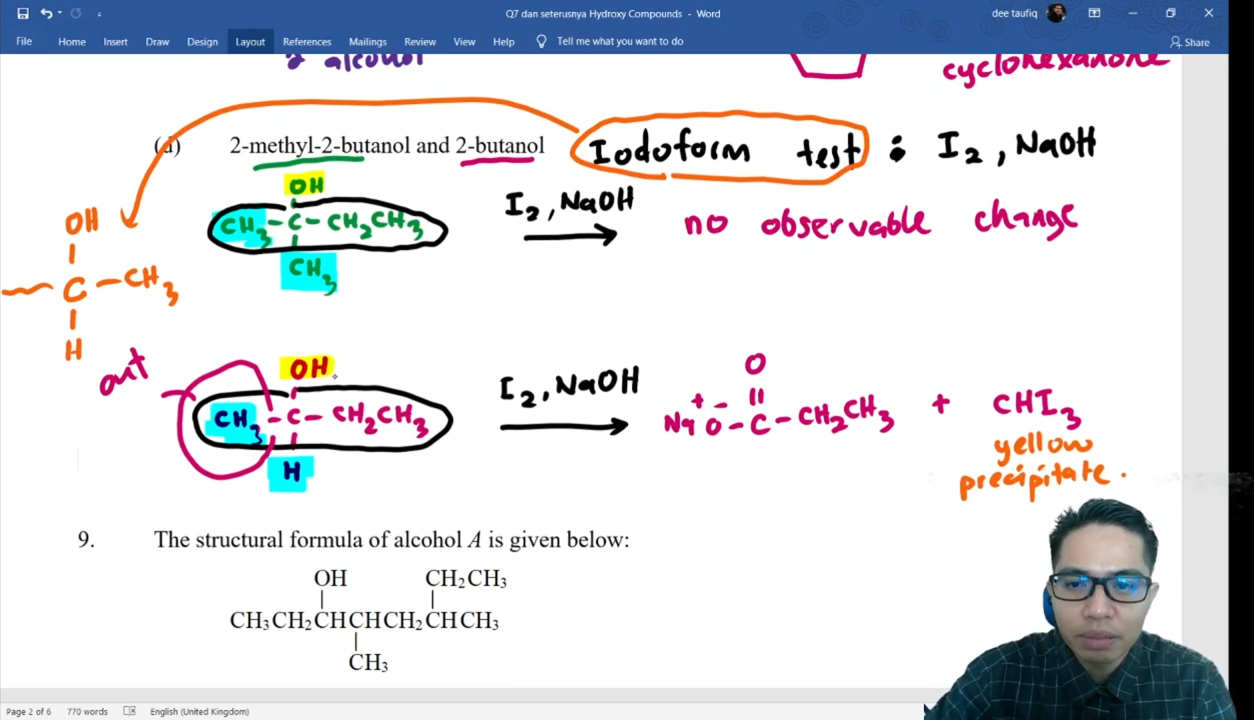 Q7 dan seterusnya Hydroxy Compounds - Word
dee taufiq
File Home Insert Draw Design Layout References Mailings Review View Help Tell me what you want to do Share
2° alcohol
cyclohexanone
(d) 2-methyl-2-butanol and 2-butanol Iodoform test : I2, NaOH
OH
CH3-C-CH2CH3
CH3
I2, NaOH
no observable change
OH
C-CH3
H
out
OH
CH3-C-CH2CH3
H
I2, NaOH
O
Na+ -O-C-CH2CH3 + CHI3
yellow
precipitate.
9. The structural formula of alcohol A is given below:
OH CH2CH3
CH3CH2CHCHCH2CHCH3
CH3
Page 2 of 6 770 words English (United Kingdom)